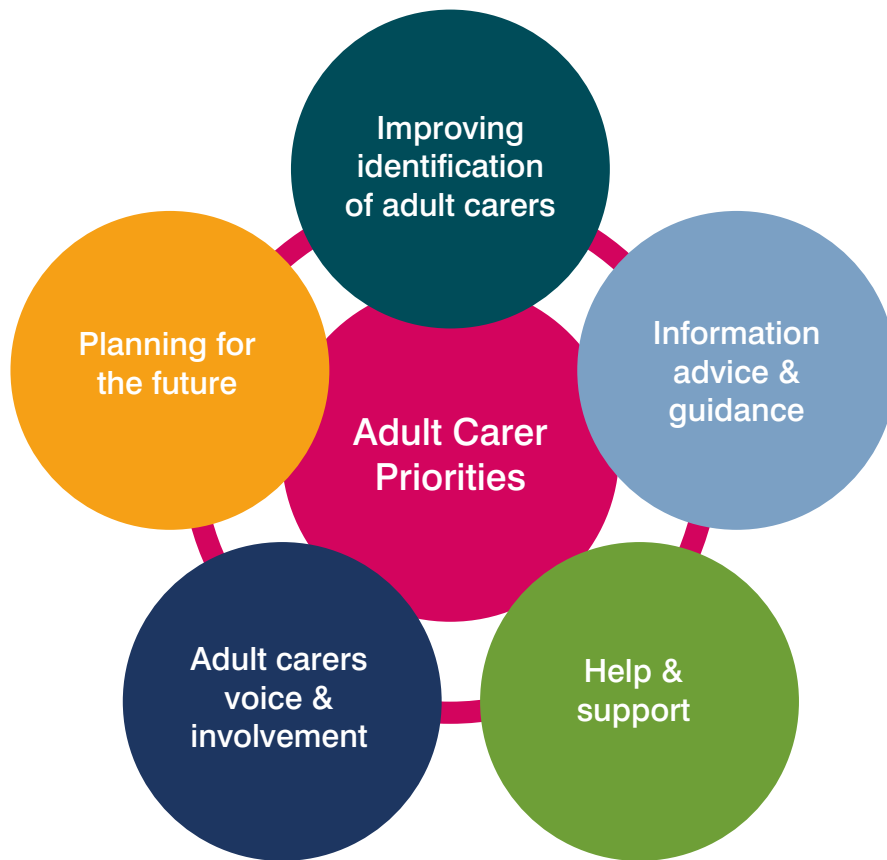 Improving
identification
of adult carers
Information
advice &
guidance
Help &
support
Adult carers
voice &
involvement
Planning for
the future
Adult Carer
Priorities